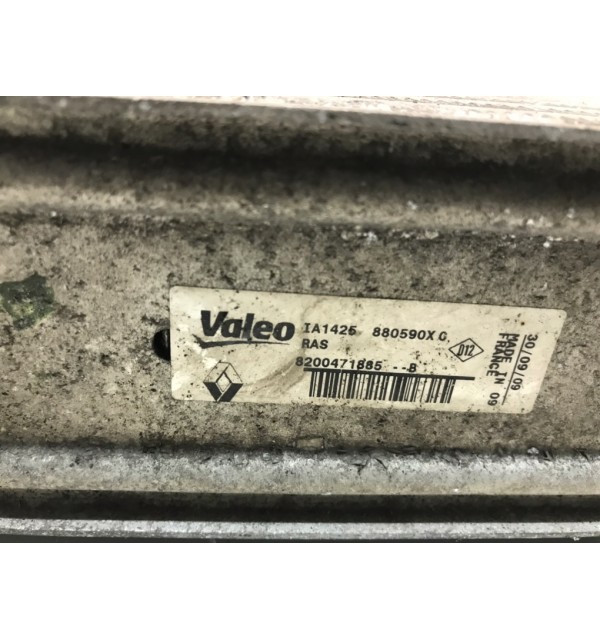 Valeo IA1425 880590X G
RAS
8200471885--B
D12
30/09/09
MADE IN
FRANCE 09